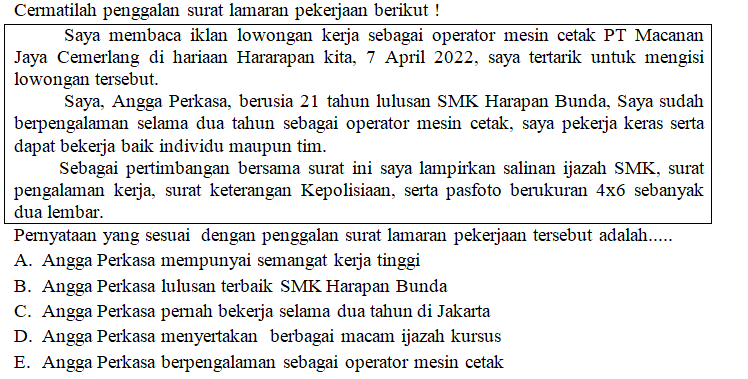 Cermatilah penggalan surat lamaran pekerjaan berikut !
Saya membaca iklan lowongan kerja sebagai operator mesin cetak PT Macanan
Jaya Cemerlang di hariaan Hararapan kita, 7 April 2022, saya tertarik untuk mengisi
lowongan tersebut.
Saya, Angga Perkasa, berusia 21 tahun lulusan SMK Harapan Bunda, Saya sudah
berpengalaman selama dua tahun sebagai operator mesin cetak, saya pekerja keras serta
dapat bekerja baik individu maupun tim.
Sebagai pertimbangan bersama surat ini saya lampirkan salinan ijazah SMK, surat
pengalaman kerja, surat keterangan Kepolisiaan, serta pasfoto berukuran 4x6 sebanyak
dua lembar.
Pernyataan yang sesuai dengan penggalan surat lamaran pekerjaan tersebut adalah.....
A. Angga Perkasa mempunyai semangat kerja tinggi
B. Angga Perkasa lulusan terbaik SMK Harapan Bunda
C. Angga Perkasa pernah bekerja selama dua tahun di Jakarta
D. Angga Perkasa menyertakan berbagai macam ijazah kursus
E. Angga Perkasa berpengalaman sebagai operator mesin cetak